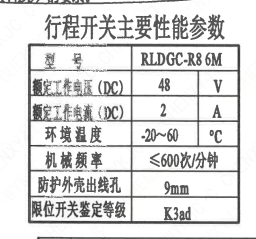 行程开关主要性能参数
型 号 RLDGC-R8 6M
额定工作电压(DC) 48 V
额定工作电流(DC) 2 A
环境温度 -20~60 ℃
机械频率 ≤600次/分钟
防护外壳出线孔 9mm
限位开关鉴定等级 K3ad